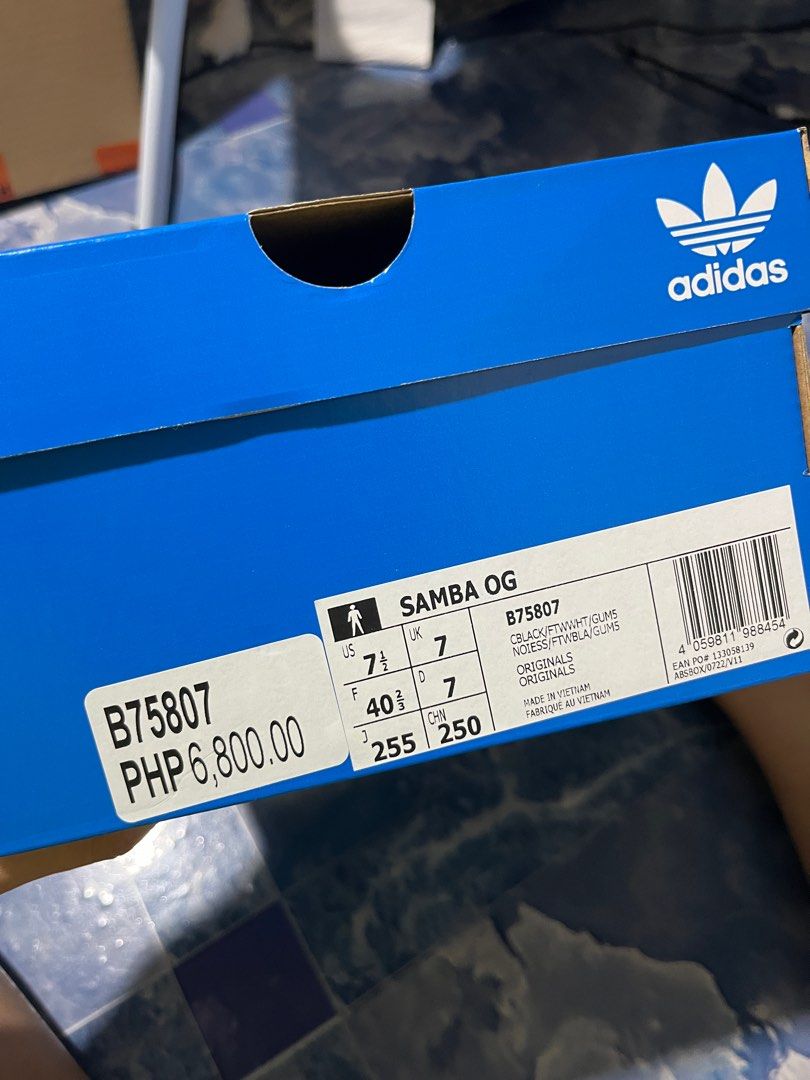 adidas
SAMBA OG
US 7½ UK 7
F 40⅔ D 7
J 255 CHN 250
B75807
CBLACK/FTWWHT/GUM5
NOIESS/FTWBLA/GUM5
ORIGINALS
ORIGINALS
MADE IN VIETNAM
FABRIQUE AU VIETNAM
4 059811 988454
EAN PO# 133058139
ABSBOX/0722/V11
B75807
PHP 6,800.00